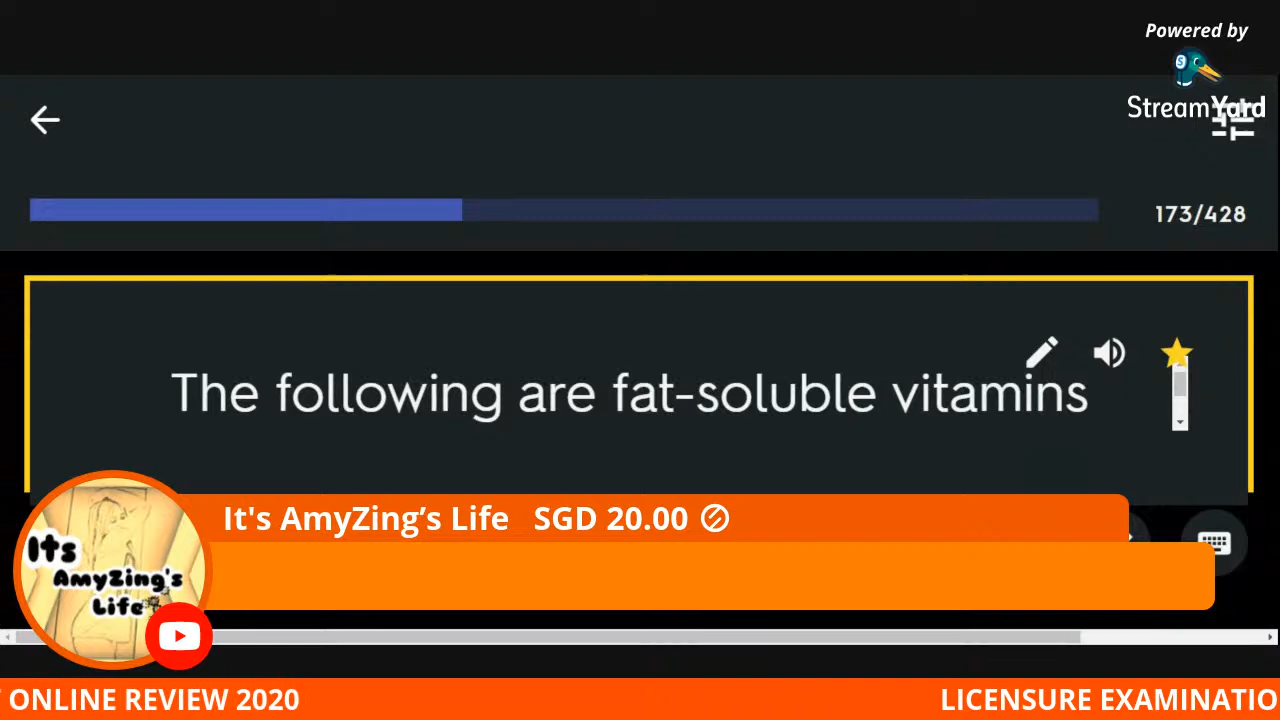 Powered by
StreamYard
173/428
The following are fat-soluble vitamins
It's AmyZing’s Life SGD 20.00
Its
AmyZing's
Life
ONLINE REVIEW 2020
LICENSURE EXAMINATIO